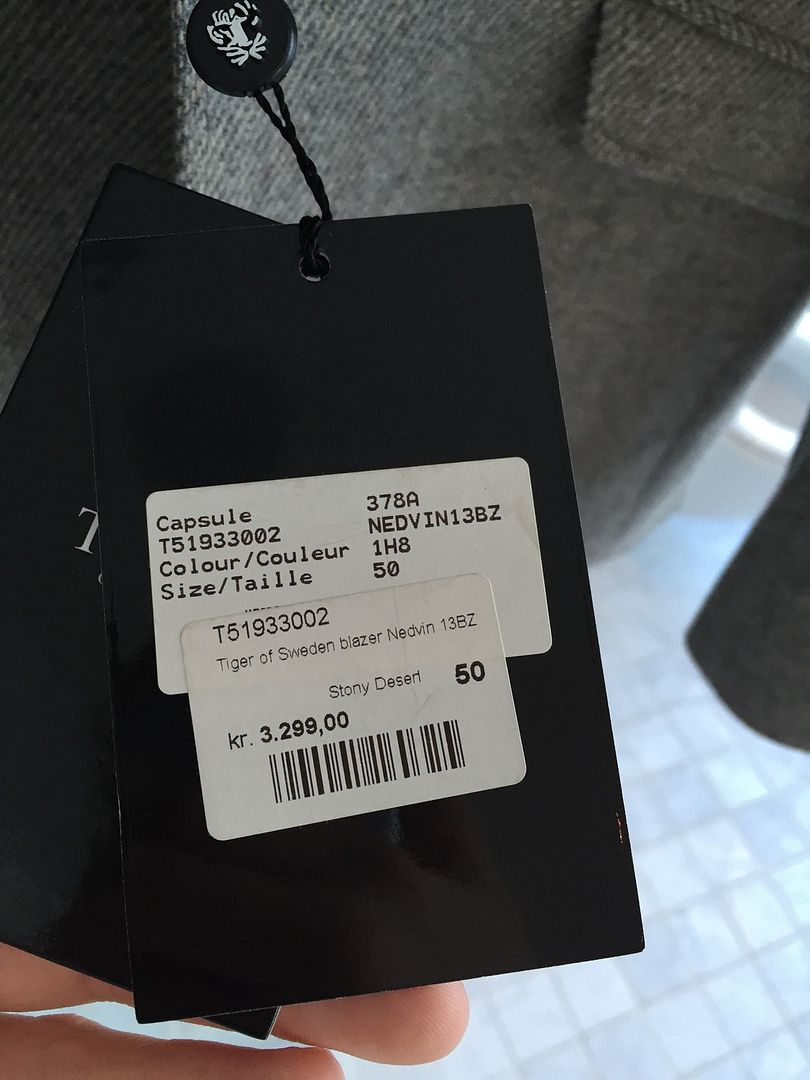 Capsule 378A
T51933002 NEDVIN13BZ
Colour/Couleur 1H8
Size/Taille 50
T51933002
Tiger of Sweden blazer Nedvin 13BZ
Stony Desert 50
kr. 3.299,00
T